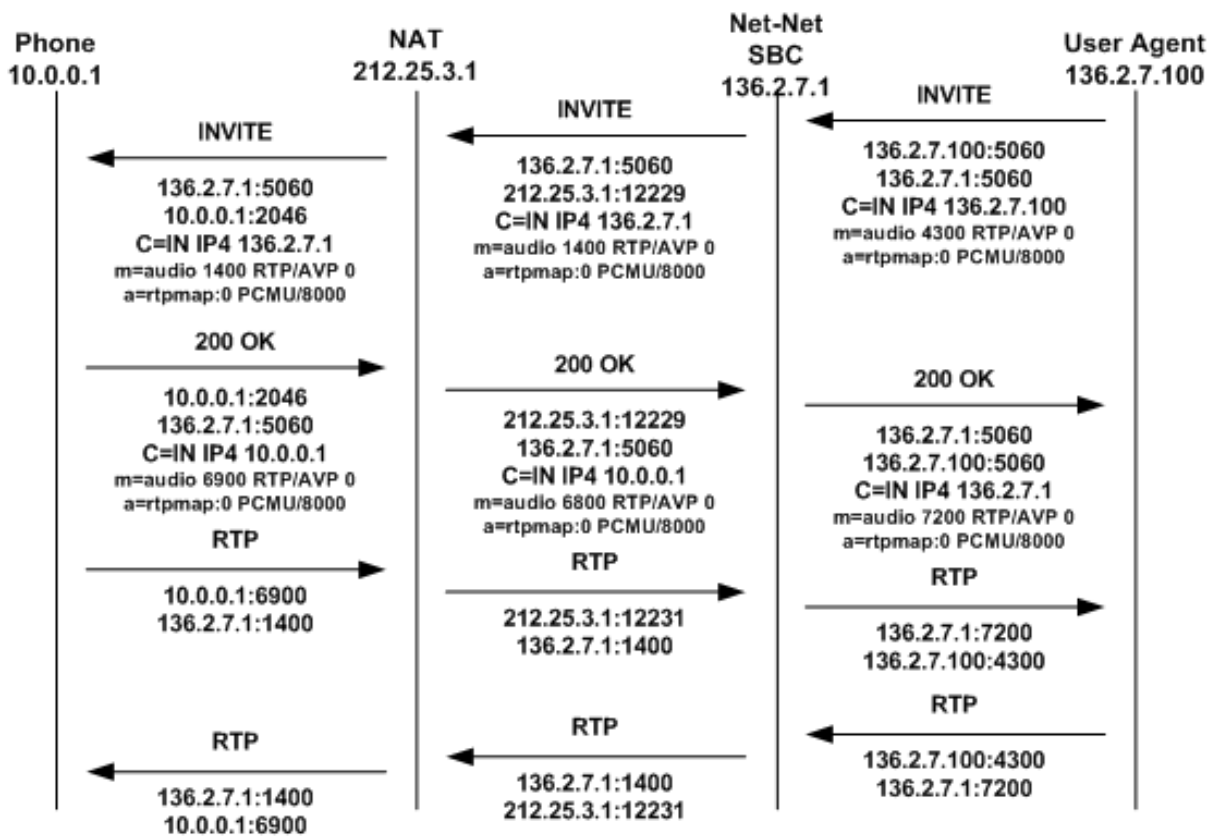 Phone
10.0.0.1
NAT
212.25.3.1
Net-Net
SBC
136.2.7.1
User Agent
136.2.7.100
INVITE
136.2.7.1:5060
10.0.0.1:2046
C=IN IP4 136.2.7.1
m=audio 1400 RTP/AVP 0
a=rtpmap:0 PCMU/8000
INVITE
136.2.7.1:5060
212.25.3.1:12229
C=IN IP4 136.2.7.1
m=audio 1400 RTP/AVP 0
a=rtpmap:0 PCMU/8000
INVITE
136.2.7.100:5060
136.2.7.1:5060
C=IN IP4 136.2.7.100
m=audio 4300 RTP/AVP 0
a=rtpmap:0 PCMU/8000
200 OK
10.0.0.1:2046
136.2.7.1:5060
C=IN IP4 10.0.0.1
m=audio 6900 RTP/AVP 0
a=rtpmap:0 PCMU/8000
200 OK
212.25.3.1:12229
136.2.7.1:5060
C=IN IP4 10.0.0.1
m=audio 6800 RTP/AVP 0
a=rtpmap:0 PCMU/8000
200 OK
136.2.7.1:5060
136.2.7.100:5060
C=IN IP4 136.2.7.1
m=audio 7200 RTP/AVP 0
a=rtpmap:0 PCMU/8000
RTP
10.0.0.1:6900
136.2.7.1:1400
RTP
212.25.3.1:12231
136.2.7.1:1400
RTP
136.2.7.1:7200
136.2.7.100:4300
RTP
136.2.7.1:1400
10.0.0.1:6900
RTP
136.2.7.1:1400
212.25.3.1:12231
RTP
136.2.7.100:4300
136.2.7.1:7200